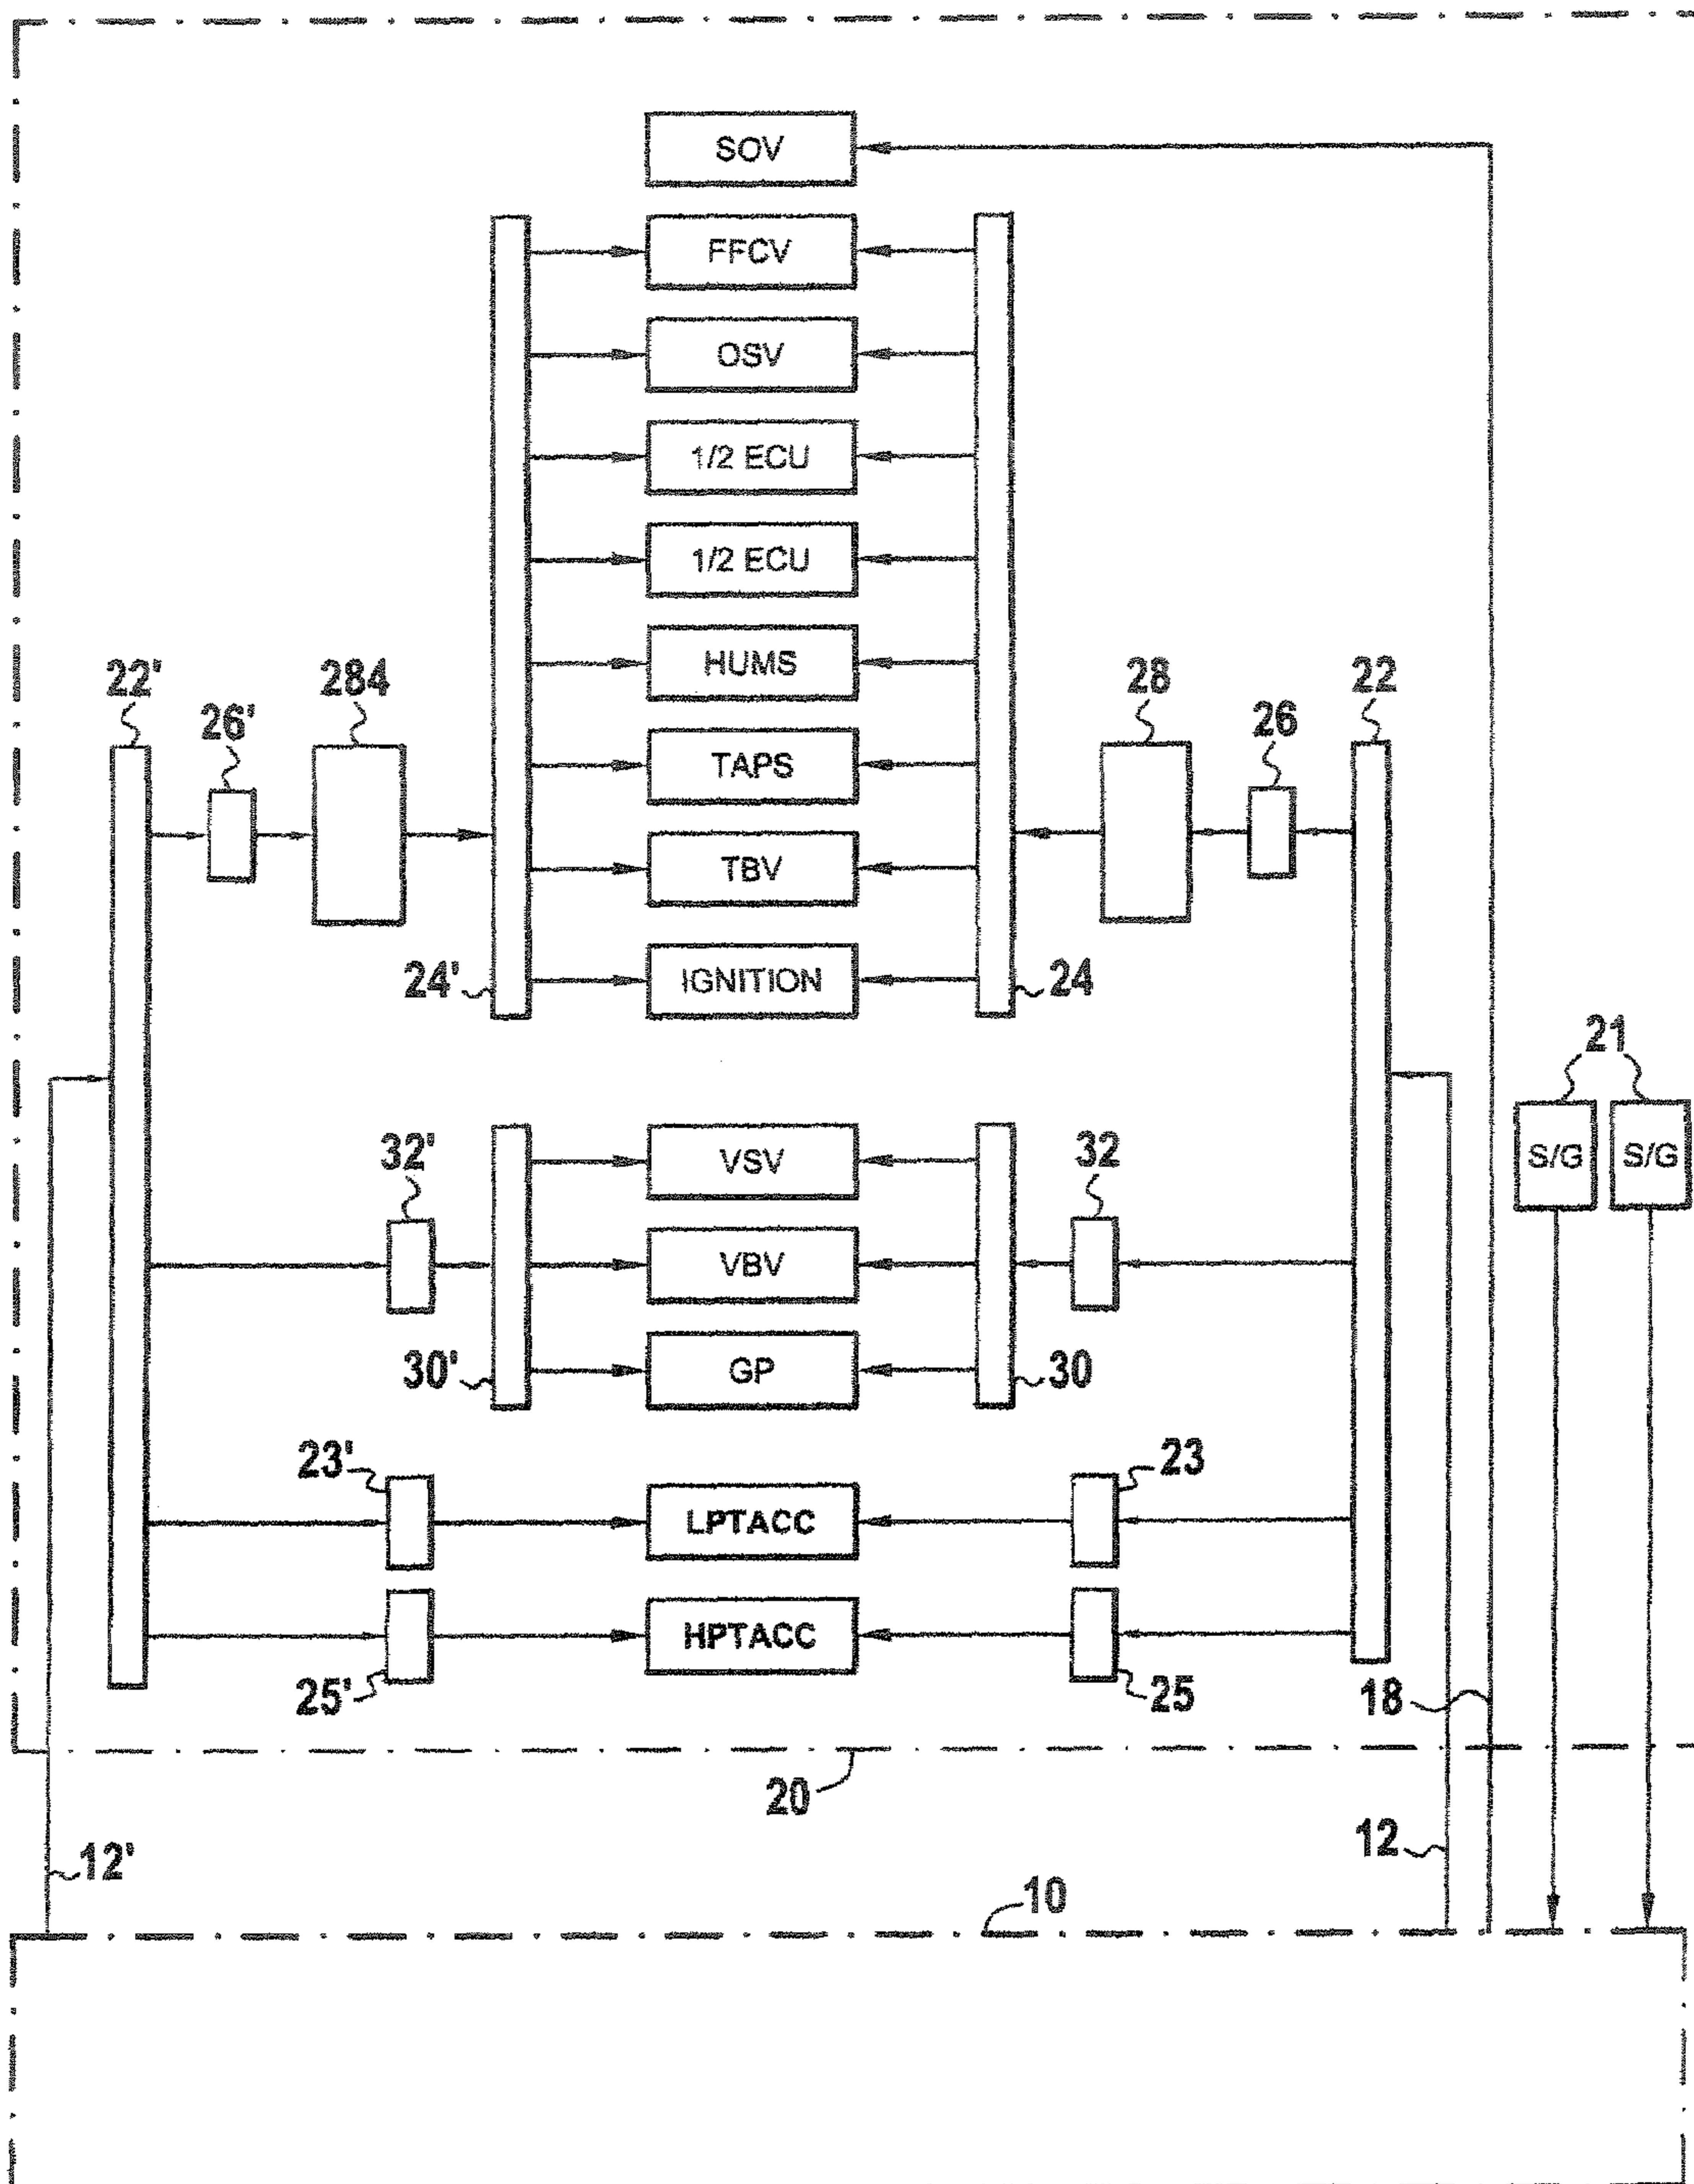 SOV
FFCV
OSV
1/2 ECU
1/2 ECU
HUMS
22'
284
28
22
26'
26
TAPS
TBV
24'
IGNITION
24
21
S/G
S/G
32'
VSV
32
VBV
30'
GP
30
23'
23
LPTACC
HPTACC
25'
25
18
20
12'
12
10